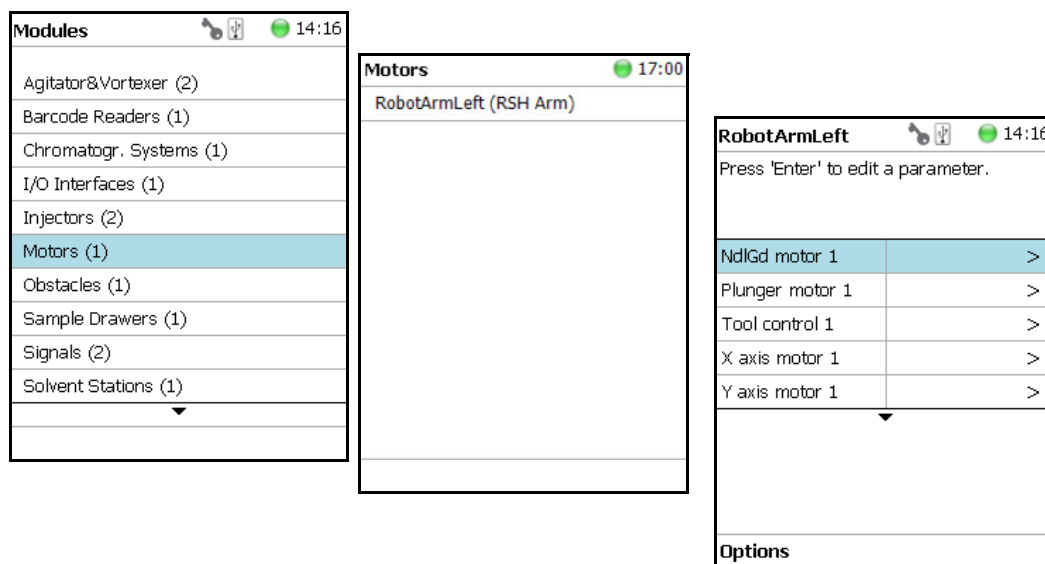 Modules 14:16
Agitator&Vortexer (2)
Barcode Readers (1)
Chromatogr. Systems (1)
I/O Interfaces (1)
Injectors (2)
Motors (1)
Obstacles (1)
Sample Drawers (1)
Signals (2)
Solvent Stations (1)
Motors 17:00
RobotArmLeft (RSH Arm)
RobotArmLeft 14:16
Press 'Enter' to edit a parameter.
NdlGd motor 1 >
Plunger motor 1 >
Tool control 1 >
X axis motor 1 >
Y axis motor 1 >
Options